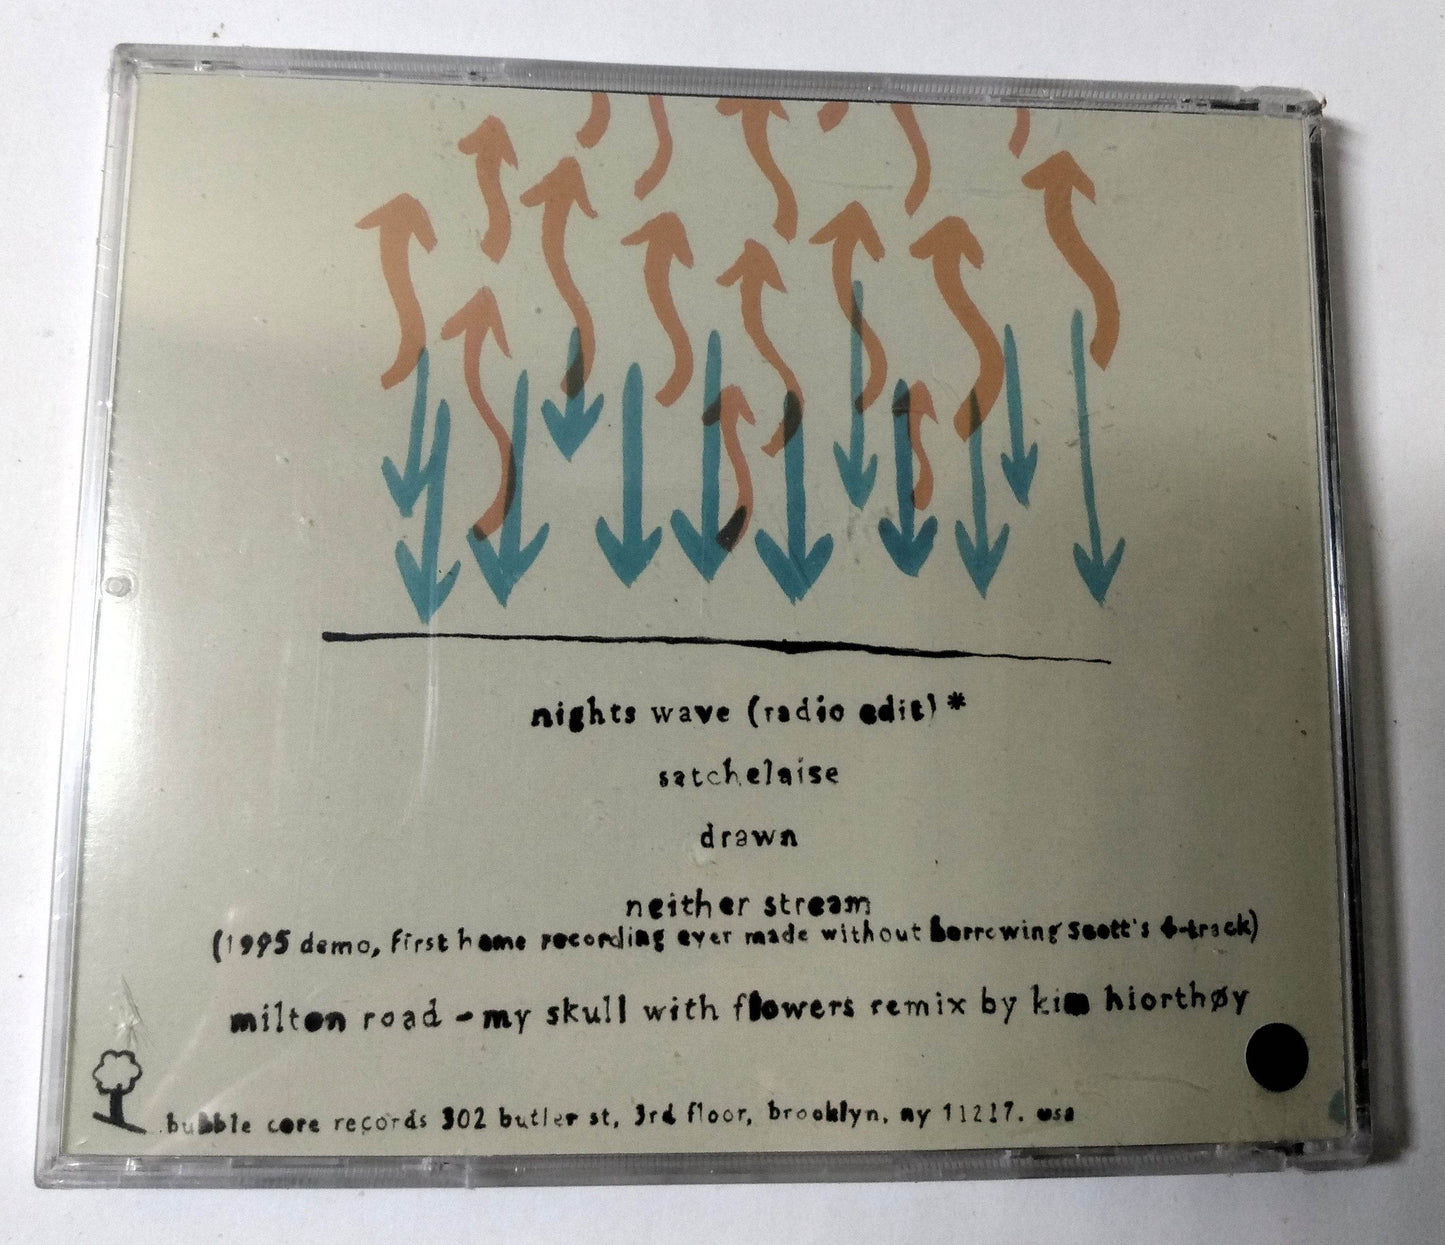 nights wave (radio edit)*
satchelaise
drawn
neither stream
(1995 demo, first home recording ever made without borrowing scott's 4-track)
milton road - my skull with flowers remix by kim hiorthøy
bubble core records 302 butler st, 3rd floor, brooklyn, ny 11217. usa